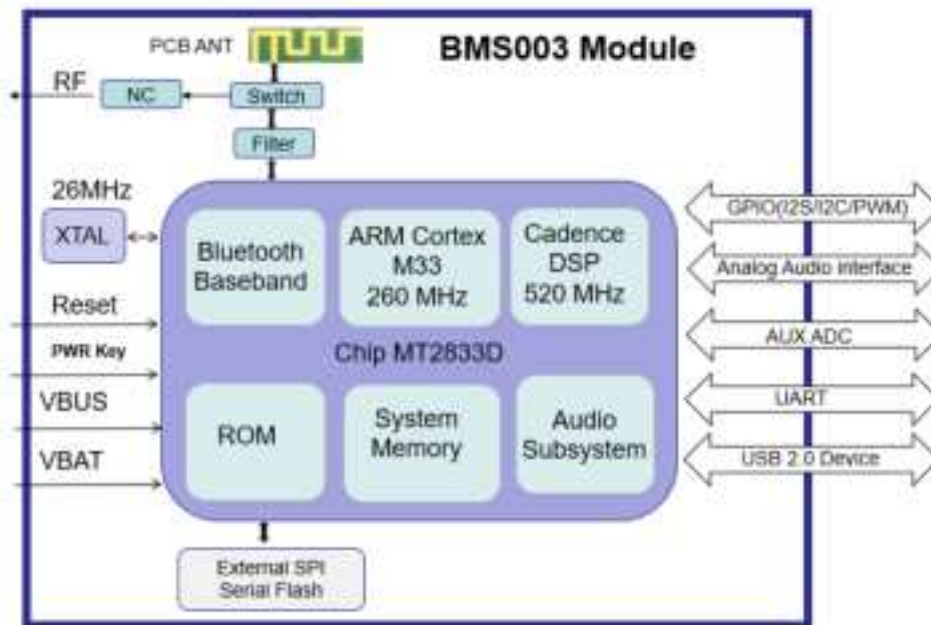 PCB ANT
BMS003 Module
RF
NC
Switch
Filter
26MHz
XTAL
Bluetooth
Baseband
ARM Cortex
M33
260 MHz
Cadence
DSP
520 MHz
GPIO(I2S/I2C/PWM)
Analog Audio interface
Reset
AUX ADC
PWR Key
Chip MT2833D
VBUS
UART
ROM
System
Memory
Audio
Subsystem
VBAT
USB 2.0 Device
External SPI
Serial Flash